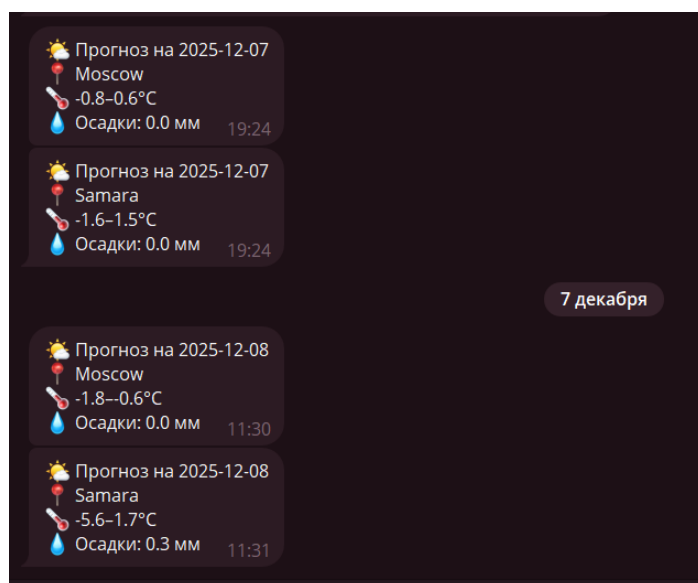 🌤 Прогноз на 2025-12-07
📍 Moscow
🌡 -0.8–0.6°C
💧 Осадки: 0.0 мм 19:24
🌤 Прогноз на 2025-12-07
📍 Samara
🌡 -1.6–1.5°C
💧 Осадки: 0.0 мм 19:24
7 декабря
🌤 Прогноз на 2025-12-08
📍 Moscow
🌡 -1.8–-0.6°C
💧 Осадки: 0.0 мм 11:30
🌤 Прогноз на 2025-12-08
📍 Samara
🌡 -5.6–1.7°C
💧 Осадки: 0.3 мм 11:31